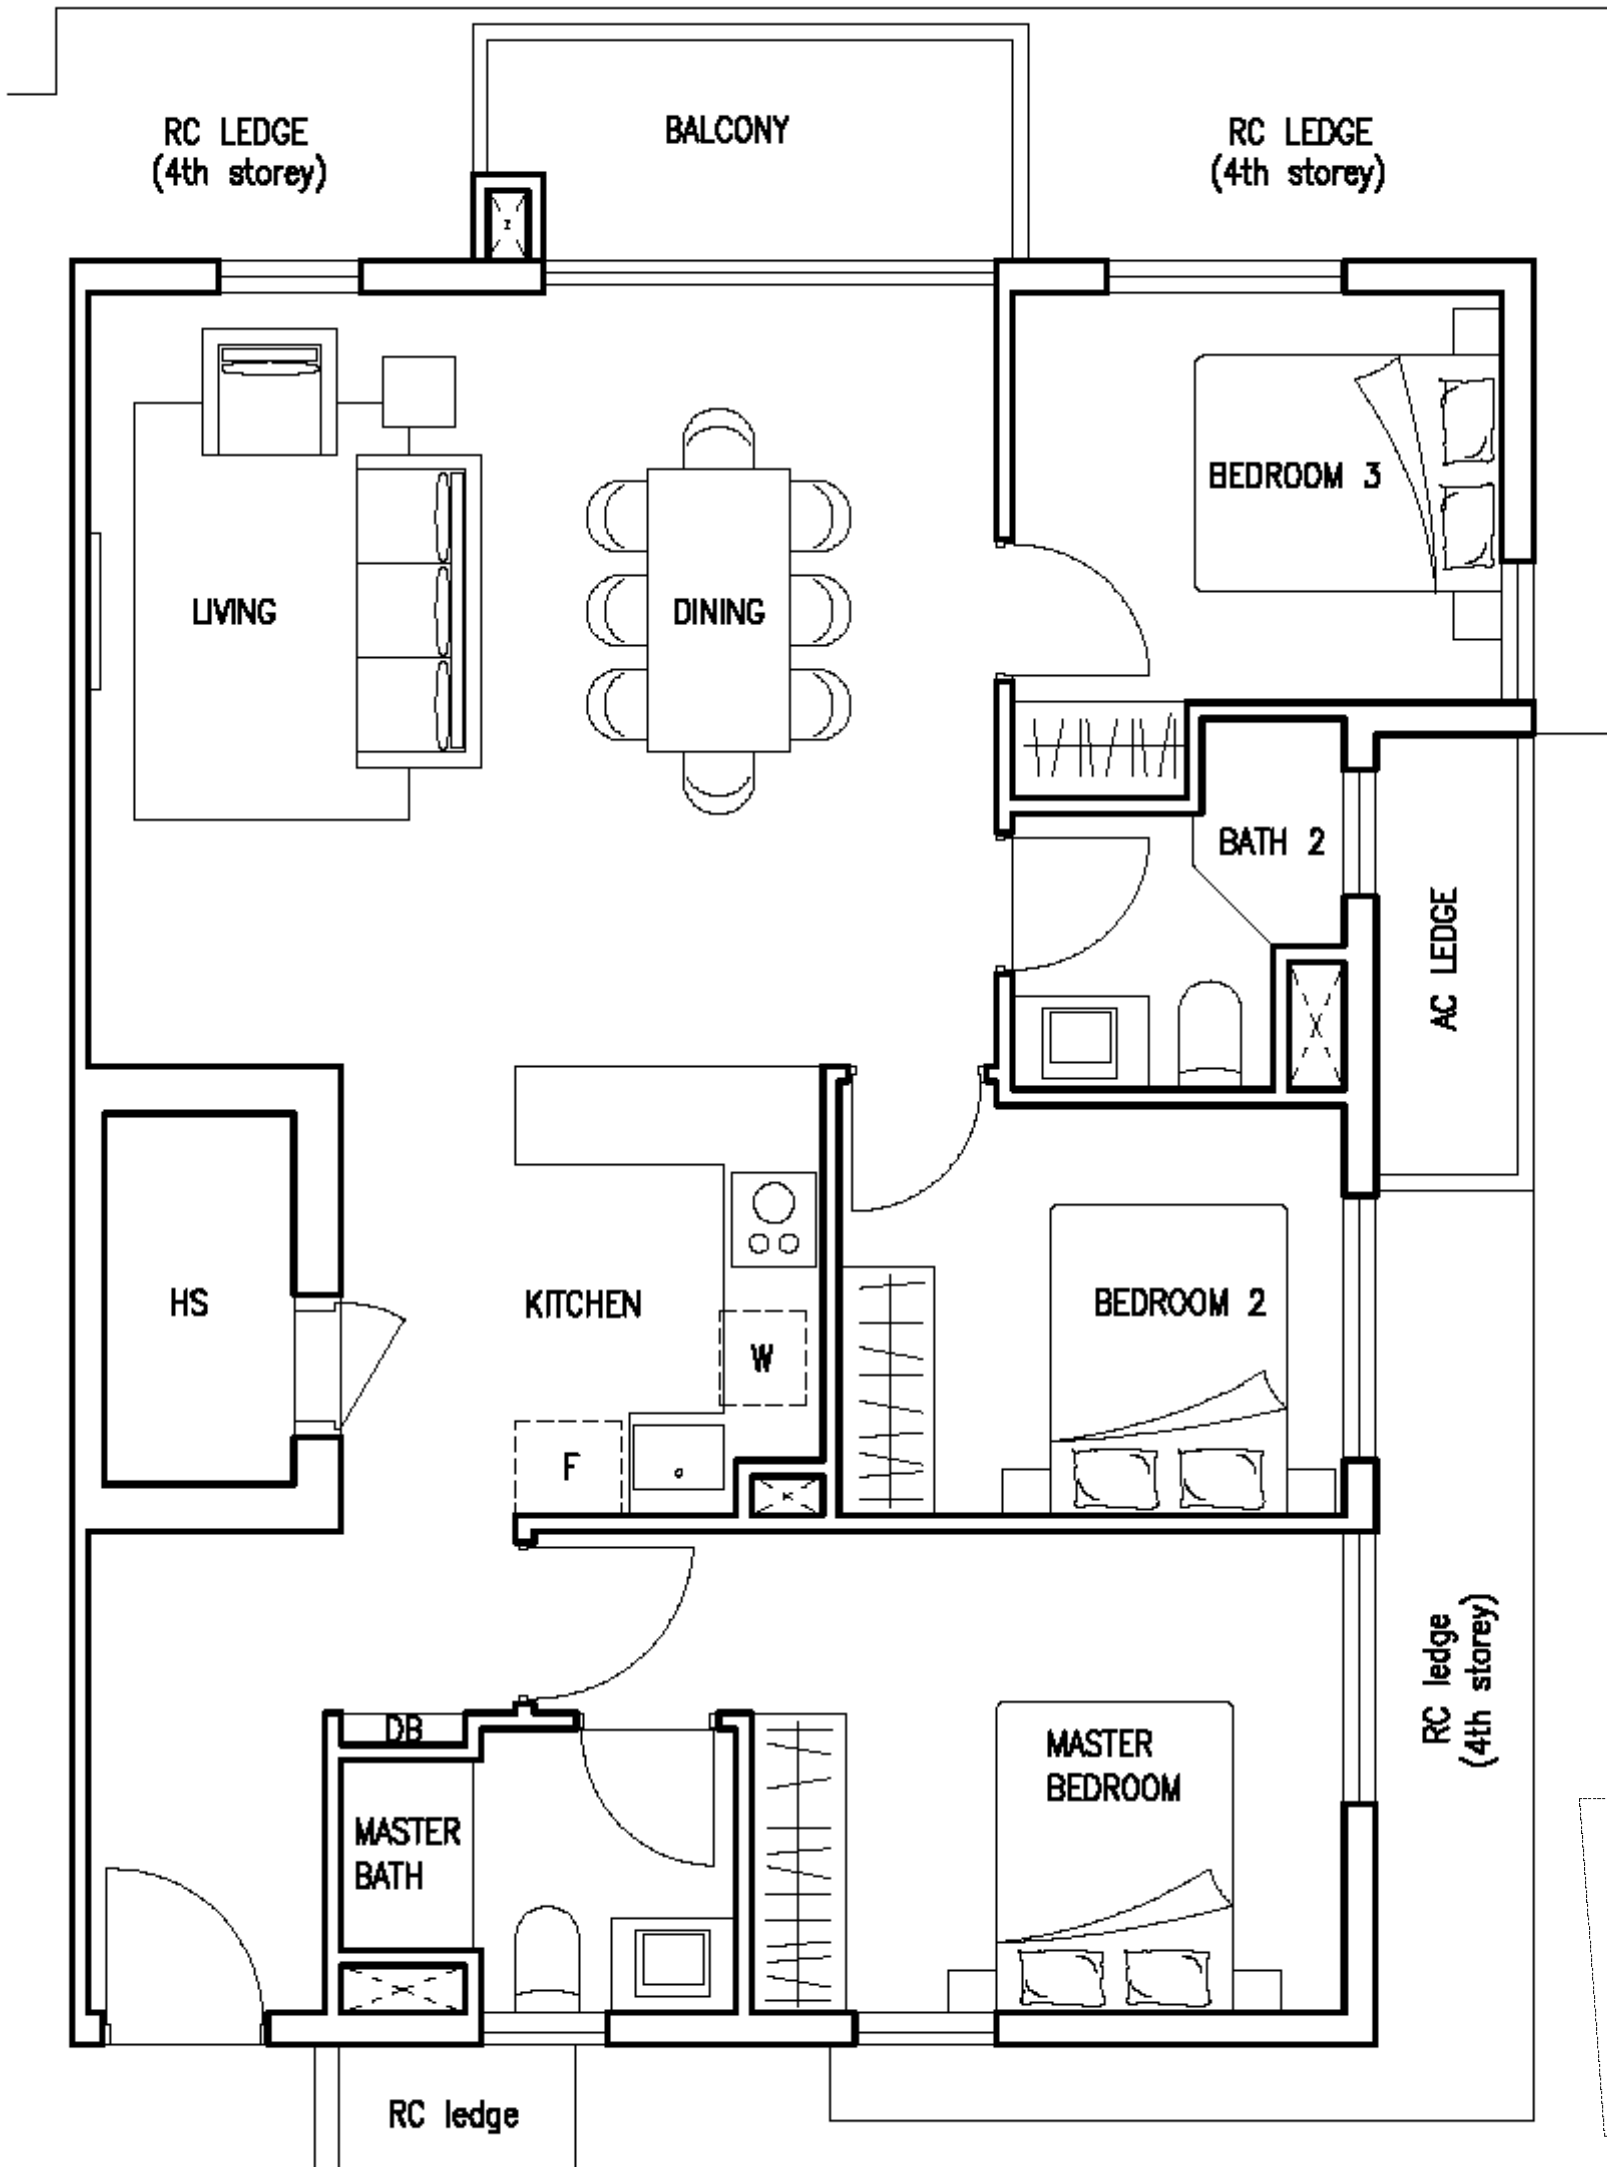 RC LEDGE
(4th storey)
BALCONY
RC LEDGE
(4th storey)
BEDROOM 3
LIVING
DINING
BATH 2
AC LEDGE
HS
KITCHEN
BEDROOM 2
W
F
RC ledge
(4th storey)
DB
MASTER
BEDROOM
MASTER
BATH
RC ledge